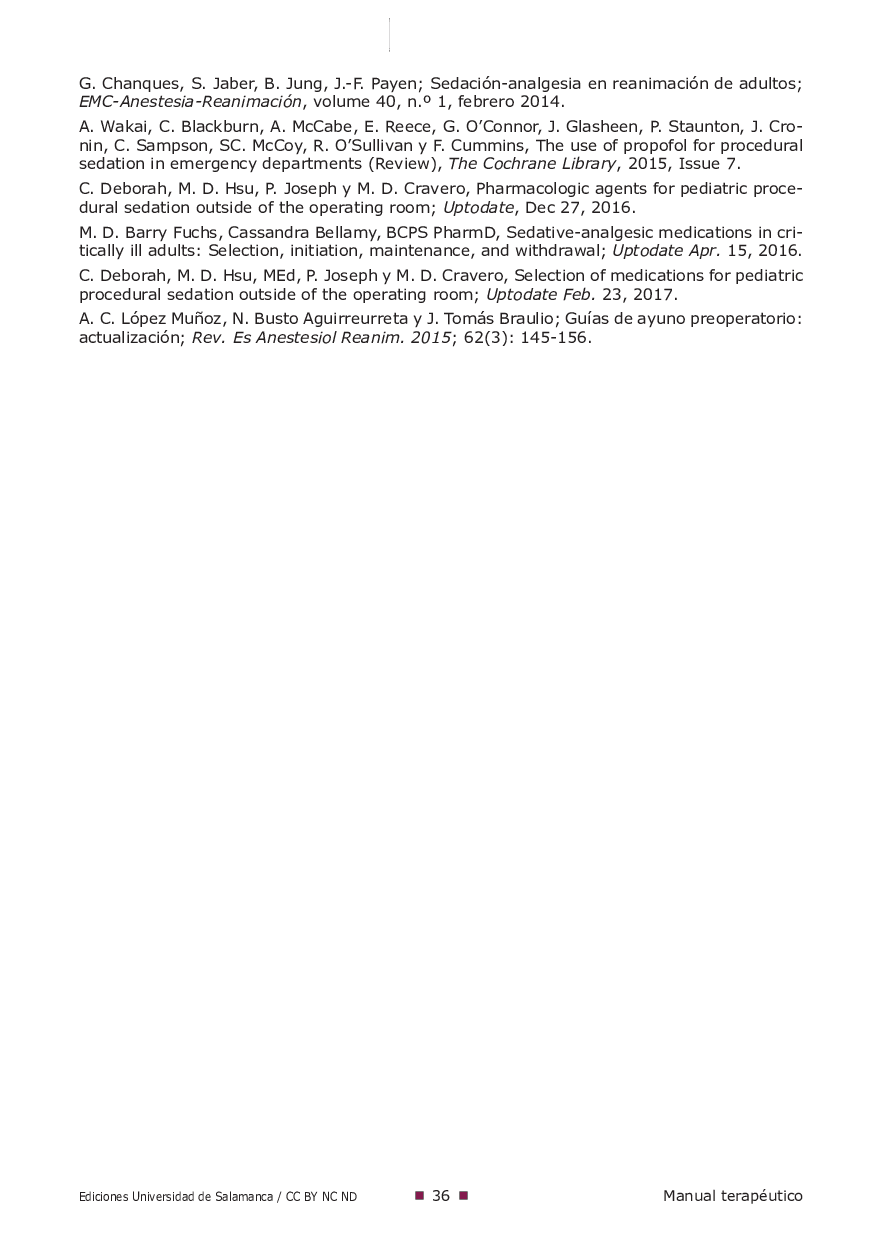 G. Chanques, S. Jaber, B. Jung, J.-F. Payen; Sedación-analgesia en reanimación de adultos;
EMC-Anestesia-Reanimación, volume 40, n.º 1, febrero 2014.
A. Wakai, C. Blackburn, A. McCabe, E. Reece, G. O’Connor, J. Glasheen, P. Staunton, J. Cro-
nin, C. Sampson, SC. McCoy, R. O’Sullivan y F. Cummins, The use of propofol for procedural
sedation in emergency departments (Review), The Cochrane Library, 2015, Issue 7.
C. Deborah, M. D. Hsu, P. Joseph y M. D. Cravero, Pharmacologic agents for pediatric proce-
dural sedation outside of the operating room; Uptodate, Dec 27, 2016.
M. D. Barry Fuchs, Cassandra Bellamy, BCPS PharmD, Sedative-analgesic medications in cri-
tically ill adults: Selection, initiation, maintenance, and withdrawal; Uptodate Apr. 15, 2016.
C. Deborah, M. D. Hsu, MEd, P. Joseph y M. D. Cravero, Selection of medications for pediatric
procedural sedation outside of the operating room; Uptodate Feb. 23, 2017.
A. C. López Muñoz, N. Busto Aguirreurreta y J. Tomás Braulio; Guías de ayuno preoperatorio:
actualización; Rev. Es Anestesiol Reanim. 2015; 62(3): 145-156.
Ediciones Universidad de Salamanca / CC BY NC ND ■ 36 ■ Manual terapéutico